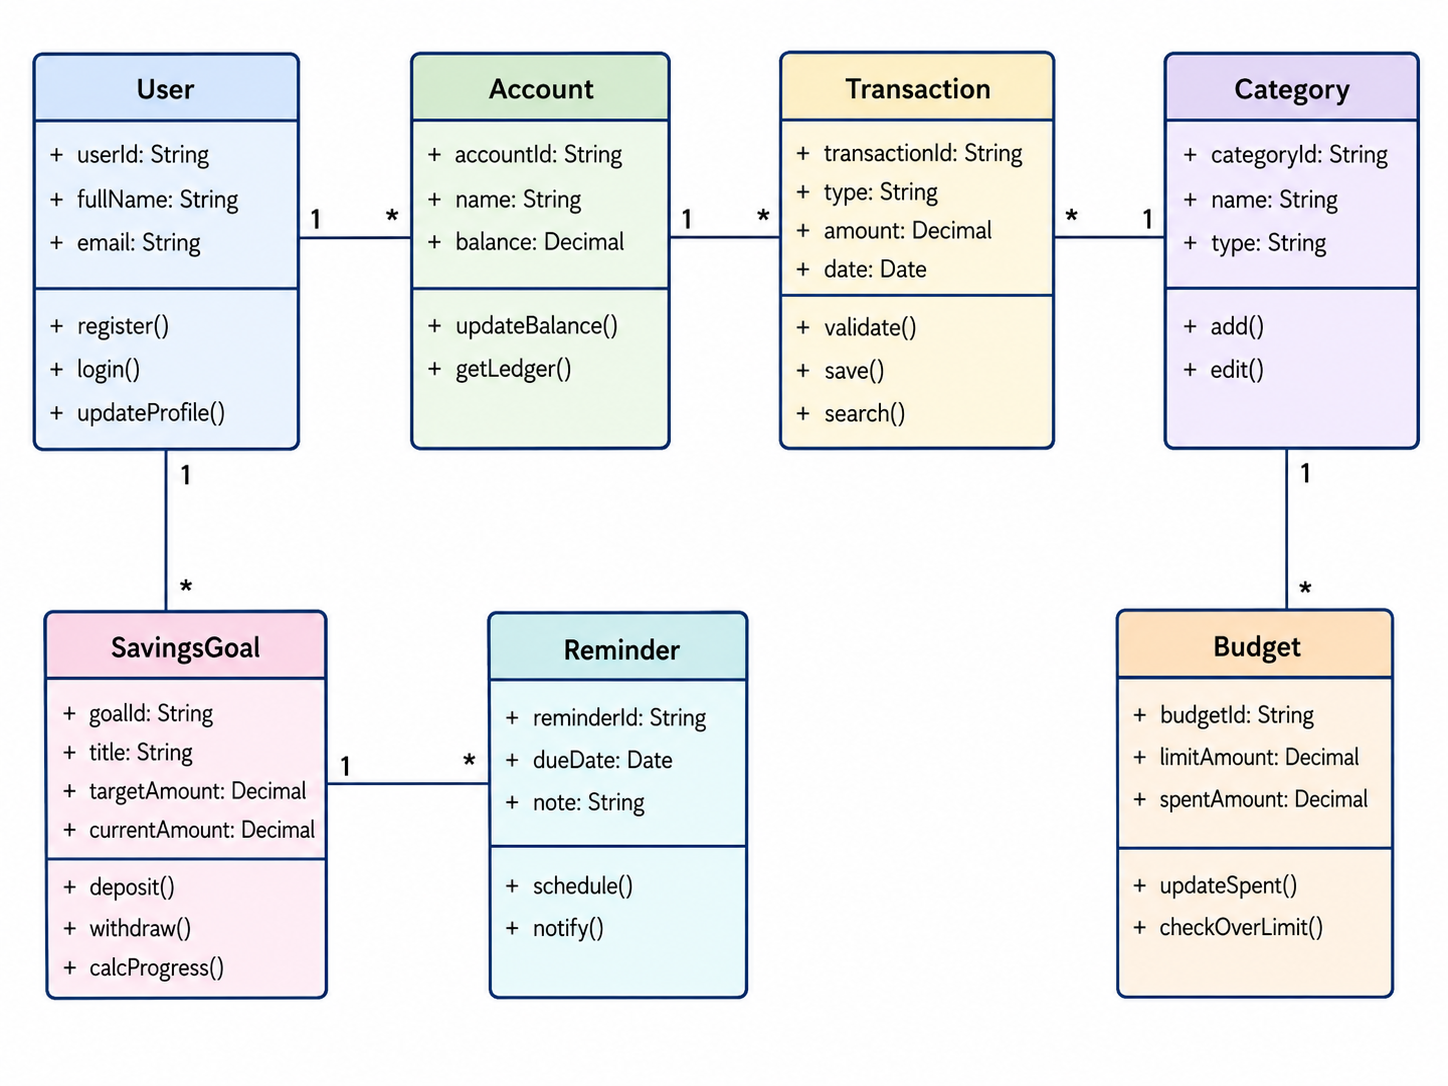 User
+ userId: String
+ fullName: String
+ email: String
+ register()
+ login()
+ updateProfile()
1 *
Account
+ accountId: String
+ name: String
+ balance: Decimal
+ updateBalance()
+ getLedger()
1 *
Transaction
+ transactionId: String
+ type: String
+ amount: Decimal
+ date: Date
+ validate()
+ save()
+ search()
* 1
Category
+ categoryId: String
+ name: String
+ type: String
+ add()
+ edit()
1
*
1
*
SavingsGoal
+ goalId: String
+ title: String
+ targetAmount: Decimal
+ currentAmount: Decimal
+ deposit()
+ withdraw()
+ calcProgress()
1 *
Reminder
+ reminderId: String
+ dueDate: Date
+ note: String
+ schedule()
+ notify()
Budget
+ budgetId: String
+ limitAmount: Decimal
+ spentAmount: Decimal
+ updateSpent()
+ checkOverLimit()